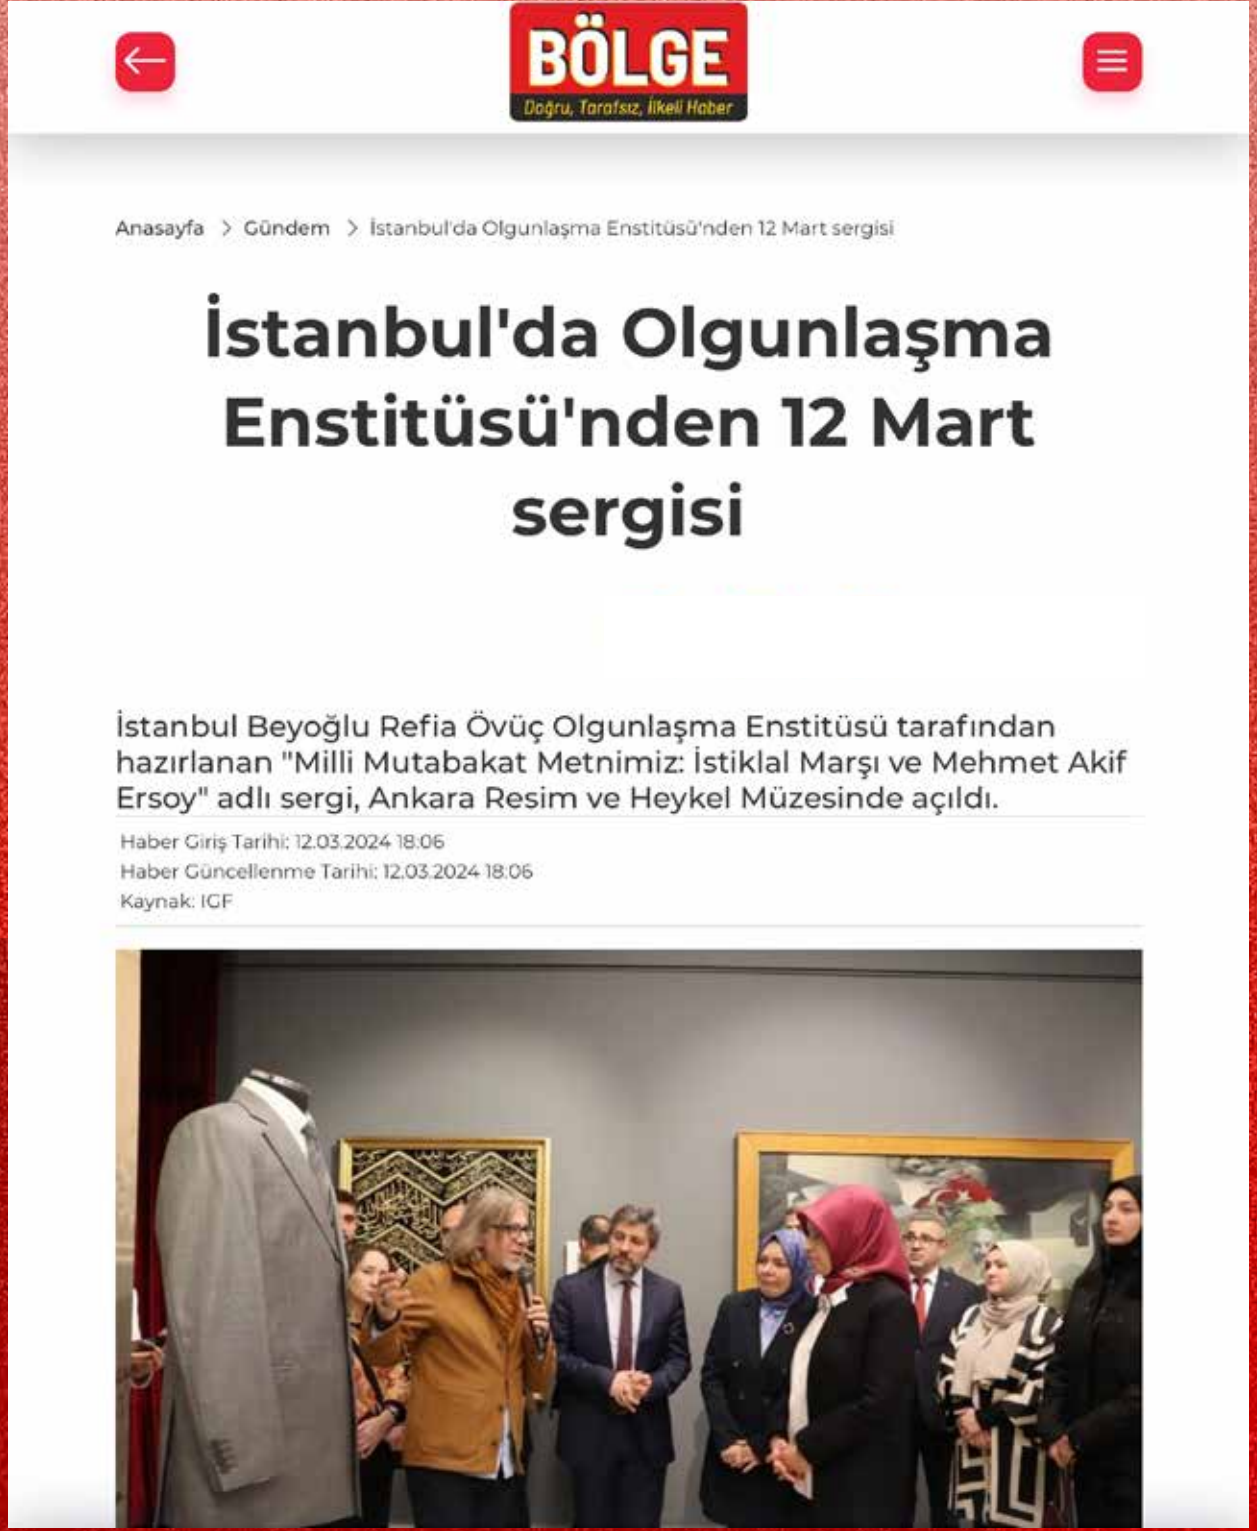 BÖLGE
Doğru, Tarafsız, İlkeli Haber
Anasayfa > Gündem > İstanbul'da Olgunlaşma Enstitüsü'nden 12 Mart sergisi
İstanbul'da Olgunlaşma
Enstitüsü'nden 12 Mart
sergisi
İstanbul Beyoğlu Refia Övüç Olgunlaşma Enstitüsü tarafından
hazırlanan "Milli Mutabakat Metnimiz: İstiklal Marşı ve Mehmet Akif
Ersoy" adlı sergi, Ankara Resim ve Heykel Müzesinde açıldı.
Haber Giriş Tarihi: 12.03.2024 18:06
Haber Güncellenme Tarihi: 12.03.2024 18:06
Kaynak: IGF